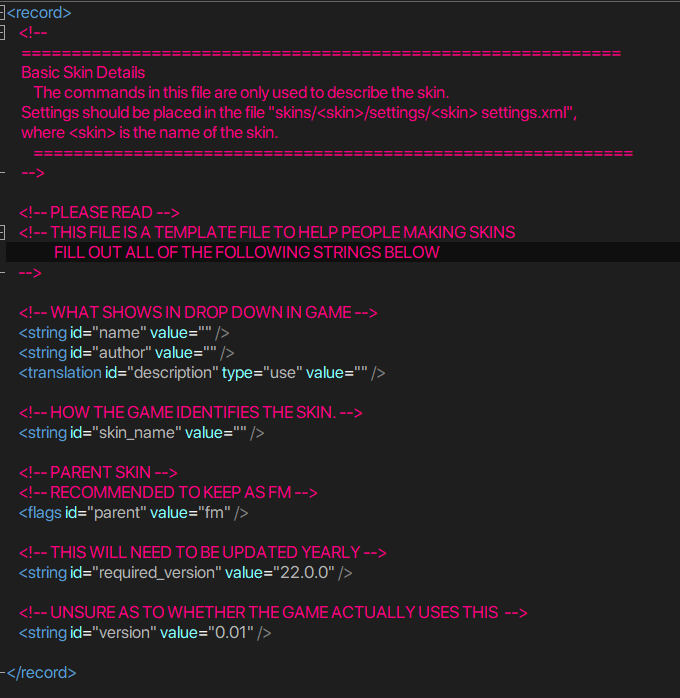 <record>
<!--
============================================================
Basic Skin Details
The commands in this file are only used to describe the skin.
Settings should be placed in the file "skins/<skin>/settings/<skin> settings.xml",
where <skin> is the name of the skin.
============================================================
-->
<!-- PLEASE READ -->
<!-- THIS FILE IS A TEMPLATE FILE TO HELP PEOPLE MAKING SKINS
FILL OUT ALL OF THE FOLLOWING STRINGS BELOW
-->
<!-- WHAT SHOWS IN DROP DOWN IN GAME -->
<string id="name" value="" />
<string id="author" value="" />
<translation id="description" type="use" value="" />
<!-- HOW THE GAME IDENTIFIES THE SKIN. -->
<string id="skin_name" value="" />
<!-- PARENT SKIN -->
<!-- RECOMMENDED TO KEEP AS FM -->
<flags id="parent" value="fm" />
<!-- THIS WILL NEED TO BE UPDATED YEARLY -->
<string id="required_version" value="22.0.0" />
<!-- UNSURE AS TO WHETHER THE GAME ACTUALLY USES THIS  -->
<string id="version" value="0.01" />
</record>